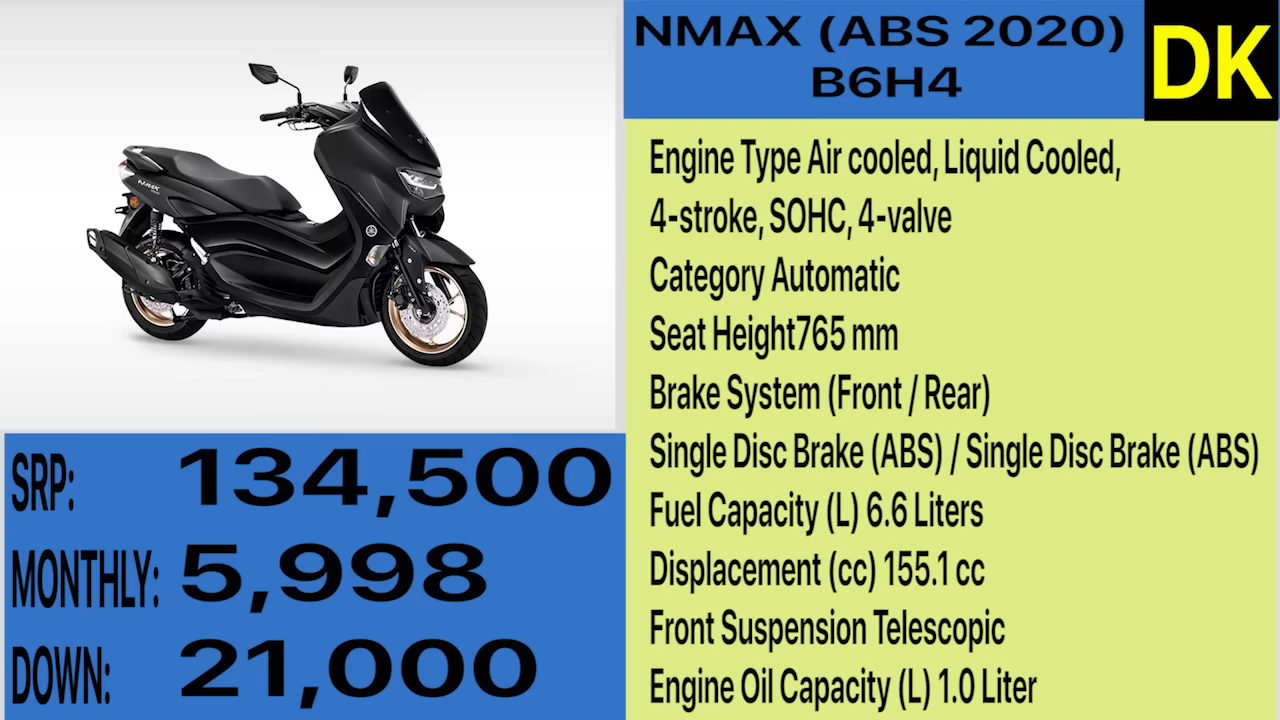 NMAX (ABS 2020)
B6H4
DK
Engine Type Air cooled, Liquid Cooled,
4-stroke, SOHC, 4-valve
Category Automatic
Seat Height765 mm
Brake System (Front / Rear)
Single Disc Brake (ABS) / Single Disc Brake (ABS)
Fuel Capacity (L) 6.6 Liters
Displacement (cc) 155.1 cc
Front Suspension Telescopic
Engine Oil Capacity (L) 1.0 Liter
NMAX
SRP: 134,500
MONTHLY: 5,998
DOWN: 21,000